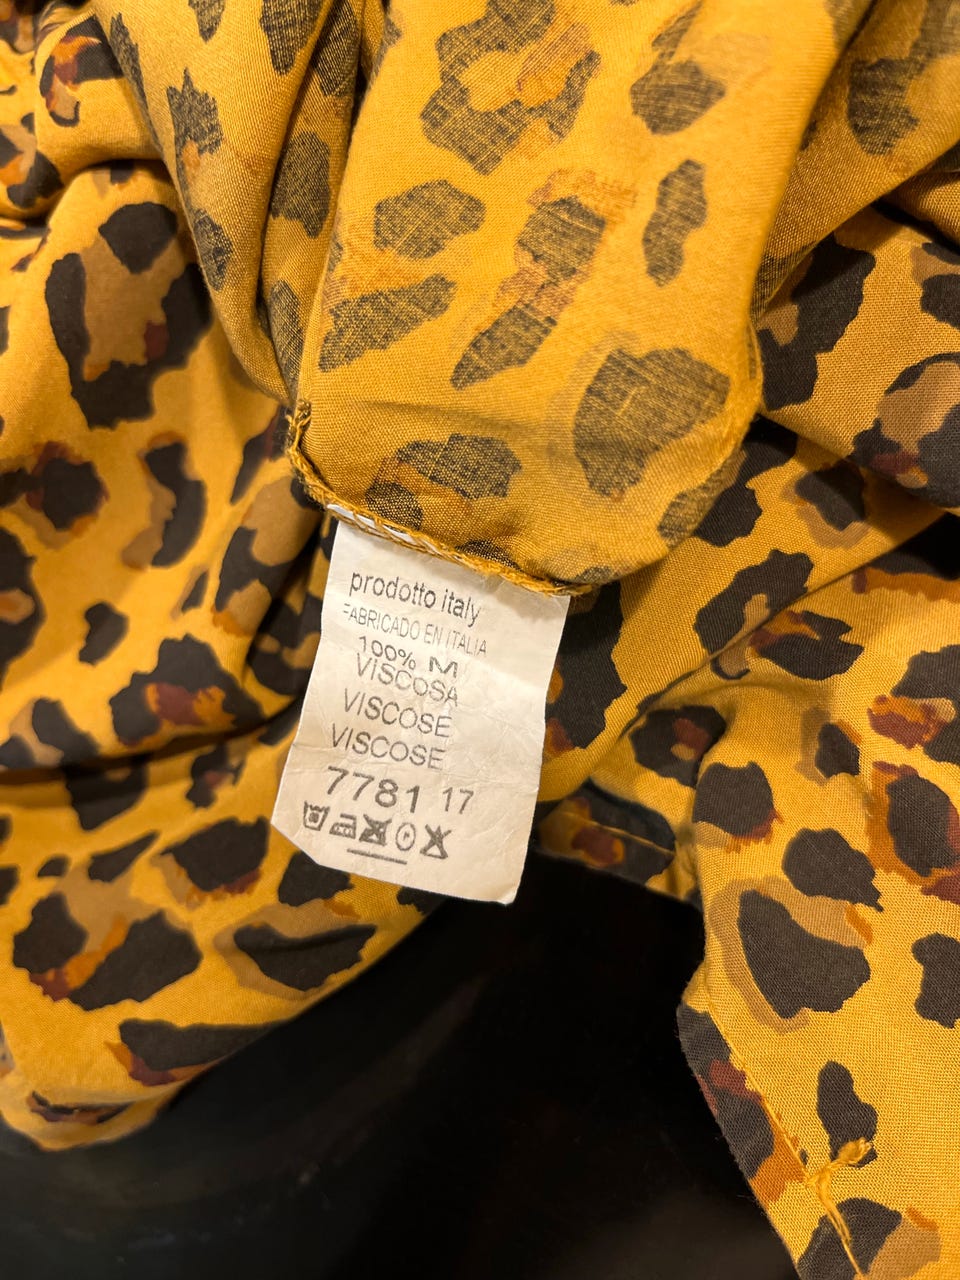 prodotto italy
FABRICADO EN ITALIA
100% M
VISCOSA
VISCOSE
VISCOSE
7781 17